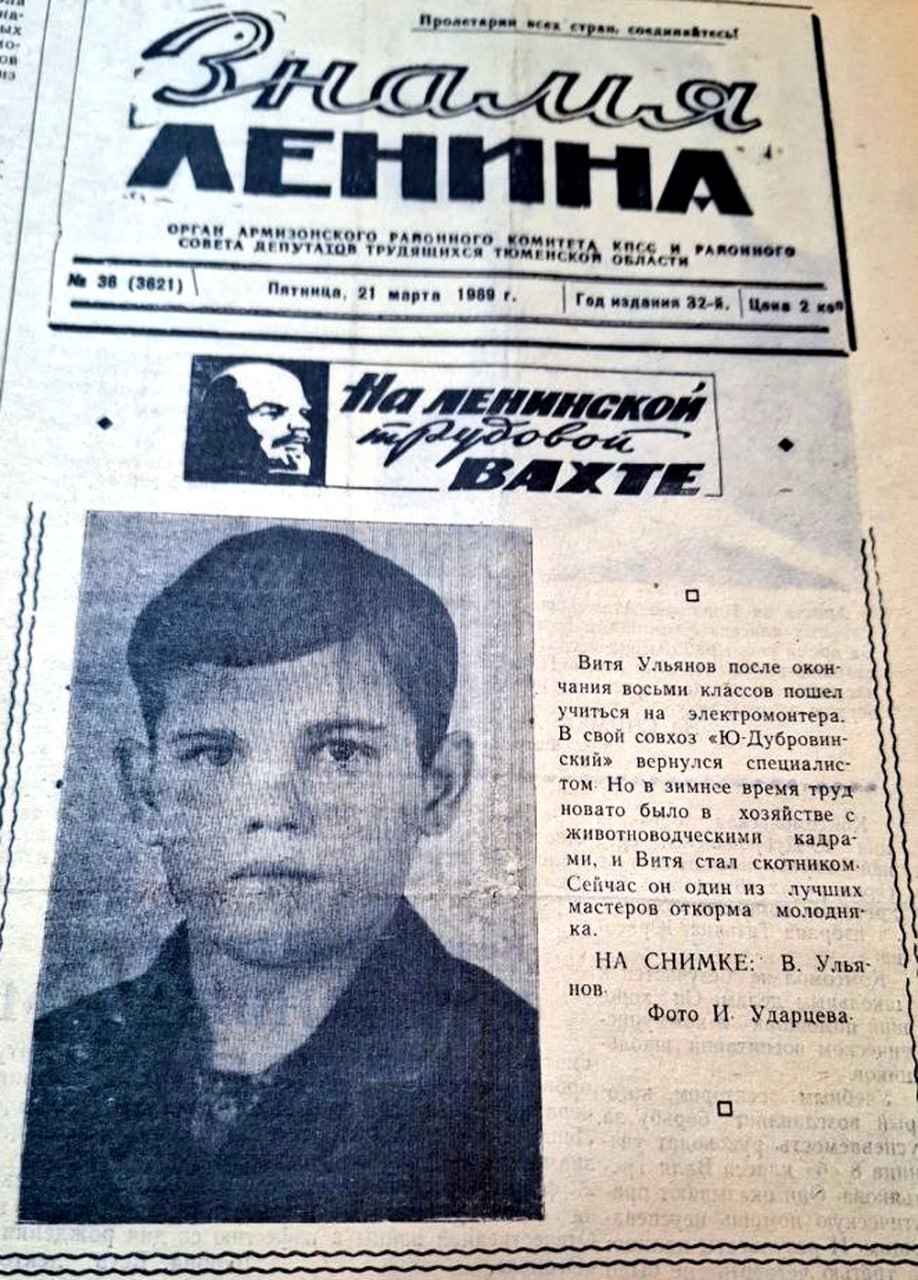 Пролетарии всех стран, соединяйтесь!
Знамя
ЛЕНИНА
ОРГАН АРМИЗОНСКОГО РАЙОННОГО КОМИТЕТА КПСС И РАЙОННОГО
СОВЕТА ДЕПУТАТОВ ТРУДЯЩИХСЯ ТЮМЕНСКОЙ ОБЛАСТИ
№ 36 (3621) Пятница, 21 марта 1969 г. Год издания 32-й. Цена 2 коп
На ЛЕНИНСКОЙ
трудовой
ВАХТЕ
Витя Ульянов после окон-
чания восьми классов пошел
учиться на электромонтера.
В свой совхоз «Ю-Дубровин-
ский» вернулся специалис-
том Но в зимнее время труд
новато было в хозяйстве с
животноводческими кадра-
ми, и Витя стал скотником.
Сейчас он один из лучших
мастеров откорма молодня-
ка.
НА СНИМКЕ: В. Улья-
нов.
Фото И. Ударцева.